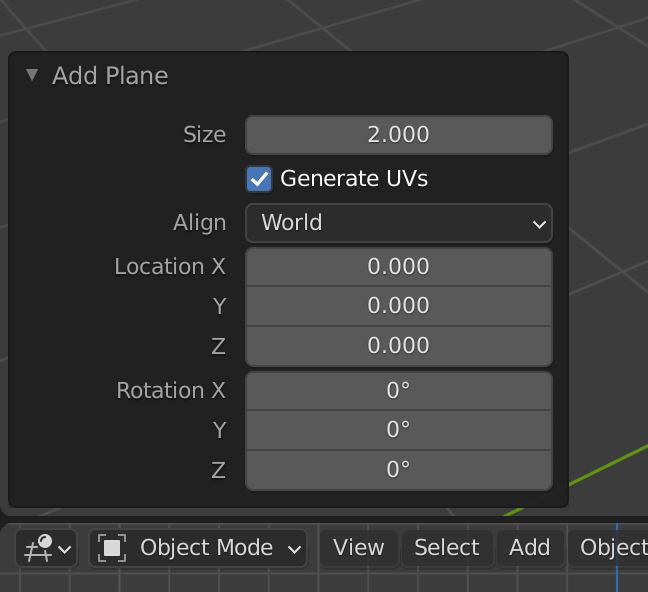 Add Plane
Size 2.000
Generate UVs
Align World
Location X 0.000
Y 0.000
Z 0.000
Rotation X 0°
Y 0°
Z 0°
Object Mode View Select Add Object